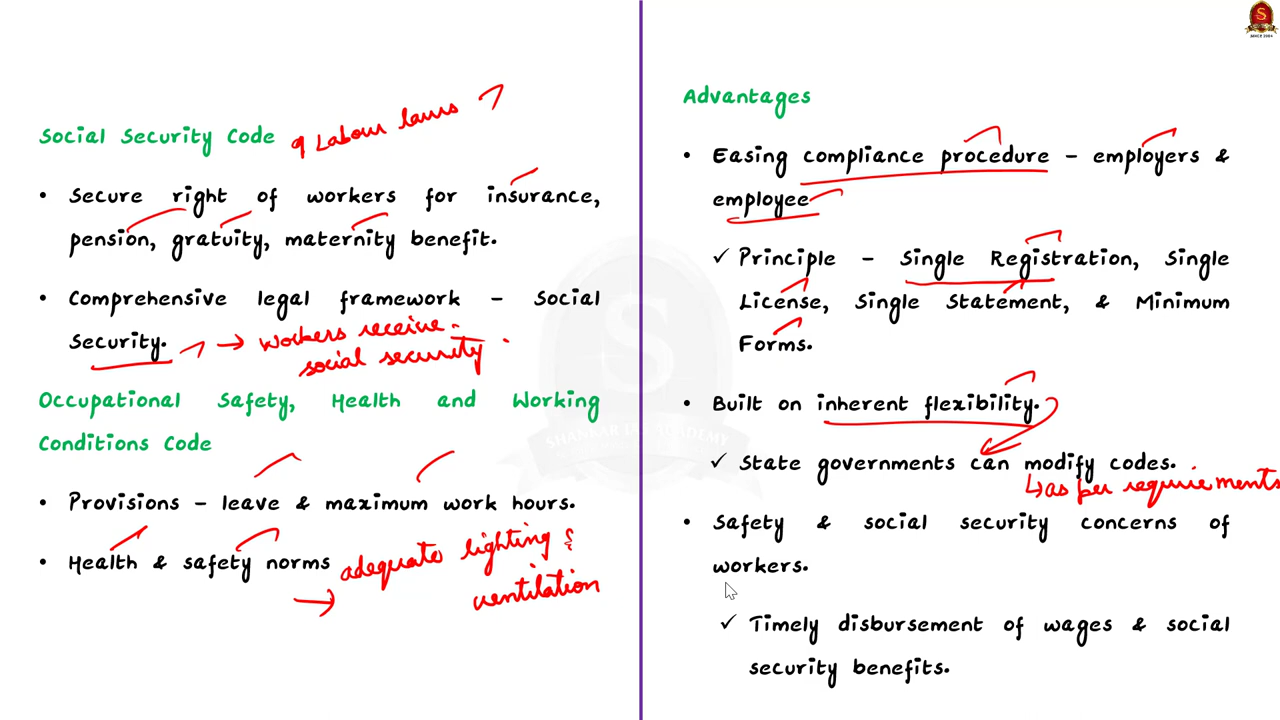 Social Security Code
9 Labour laws
Secure right of workers for insurance,
pension, gratuity, maternity benefit.
Comprehensive legal framework – Social
Security. → workers receive
social security.
Occupational Safety, Health and Working
Conditions Code
Provisions – leave & maximum work hours.
Health & safety norms
→ adequate lighting &
ventilation
Advantages
Easing compliance procedure – employers &
employee
✓ Principle – Single Registration, Single
License, Single Statement, & Minimum
Forms.
Built on inherent flexibility.
✓ State governments can modify codes.
↳ as per requirements
Safety & social security concerns of
workers.
✓ Timely disbursement of wages & social
security benefits.
S
SINCE 2004
S